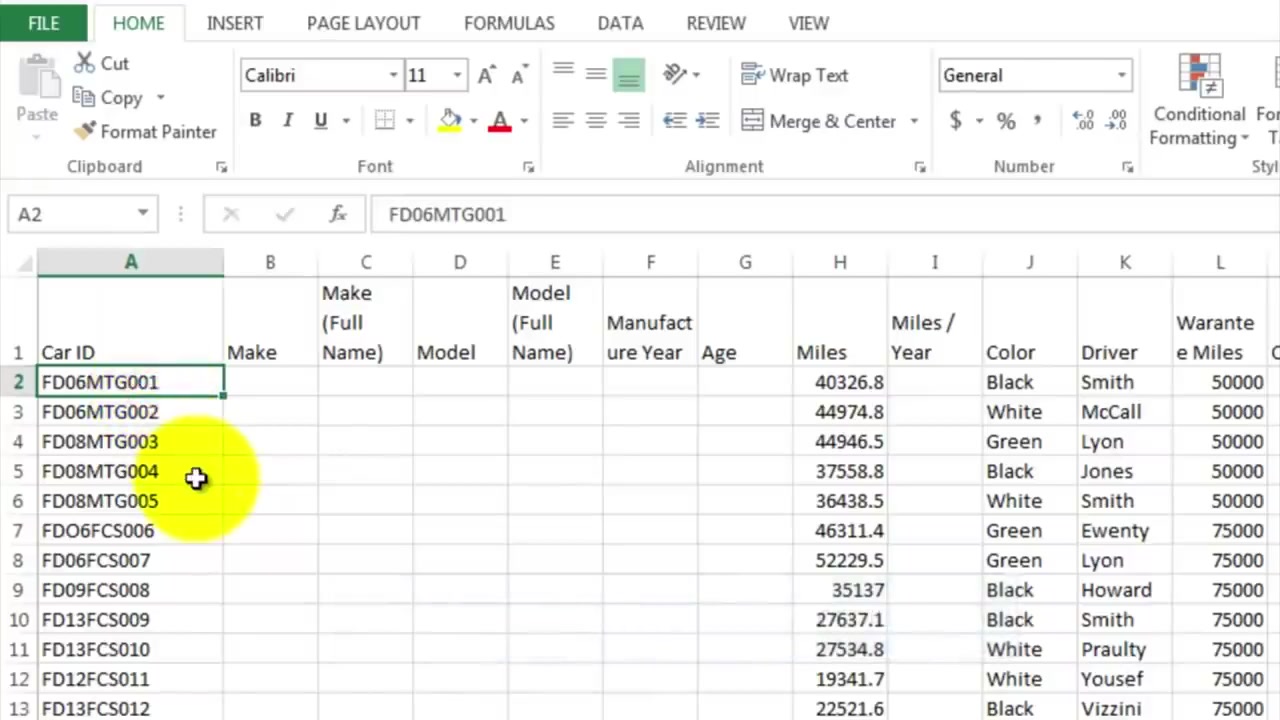 FILE HOME INSERT PAGE LAYOUT FORMULAS DATA REVIEW VIEW
Paste
Cut
Copy
Format Painter
Clipboard
Calibri 11
A A
B I U A
Font
Wrap Text
Merge & Center
Alignment
General
$ % ,
Number
Conditional
Formatting
A2 fx FD06MTG001
A B C D E F G H I J K L
1 Car ID Make Make (Full Name) Model Model (Full Name) Manufact ure Year Age Miles Miles / Year Color Driver Warante e Miles
2 FD06MTG001 40326.8 Black Smith 50000
3 FD06MTG002 44974.8 White McCall 50000
4 FD08MTG003 44946.5 Green Lyon 50000
5 FD08MTG004 37558.8 Black Jones 50000
6 FD08MTG005 36438.5 White Smith 50000
7 FDO6FCS006 46311.4 Green Ewenty 75000
8 FD06FCS007 52229.5 Green Lyon 75000
9 FD09FCS008 35137 Black Howard 75000
10 FD13FCS009 27637.1 Black Smith 75000
11 FD13FCS010 27534.8 White Praulty 75000
12 FD12FCS011 19341.7 White Yousef 75000
13 FD13FCS012 22521.6 Black Vizzini 75000